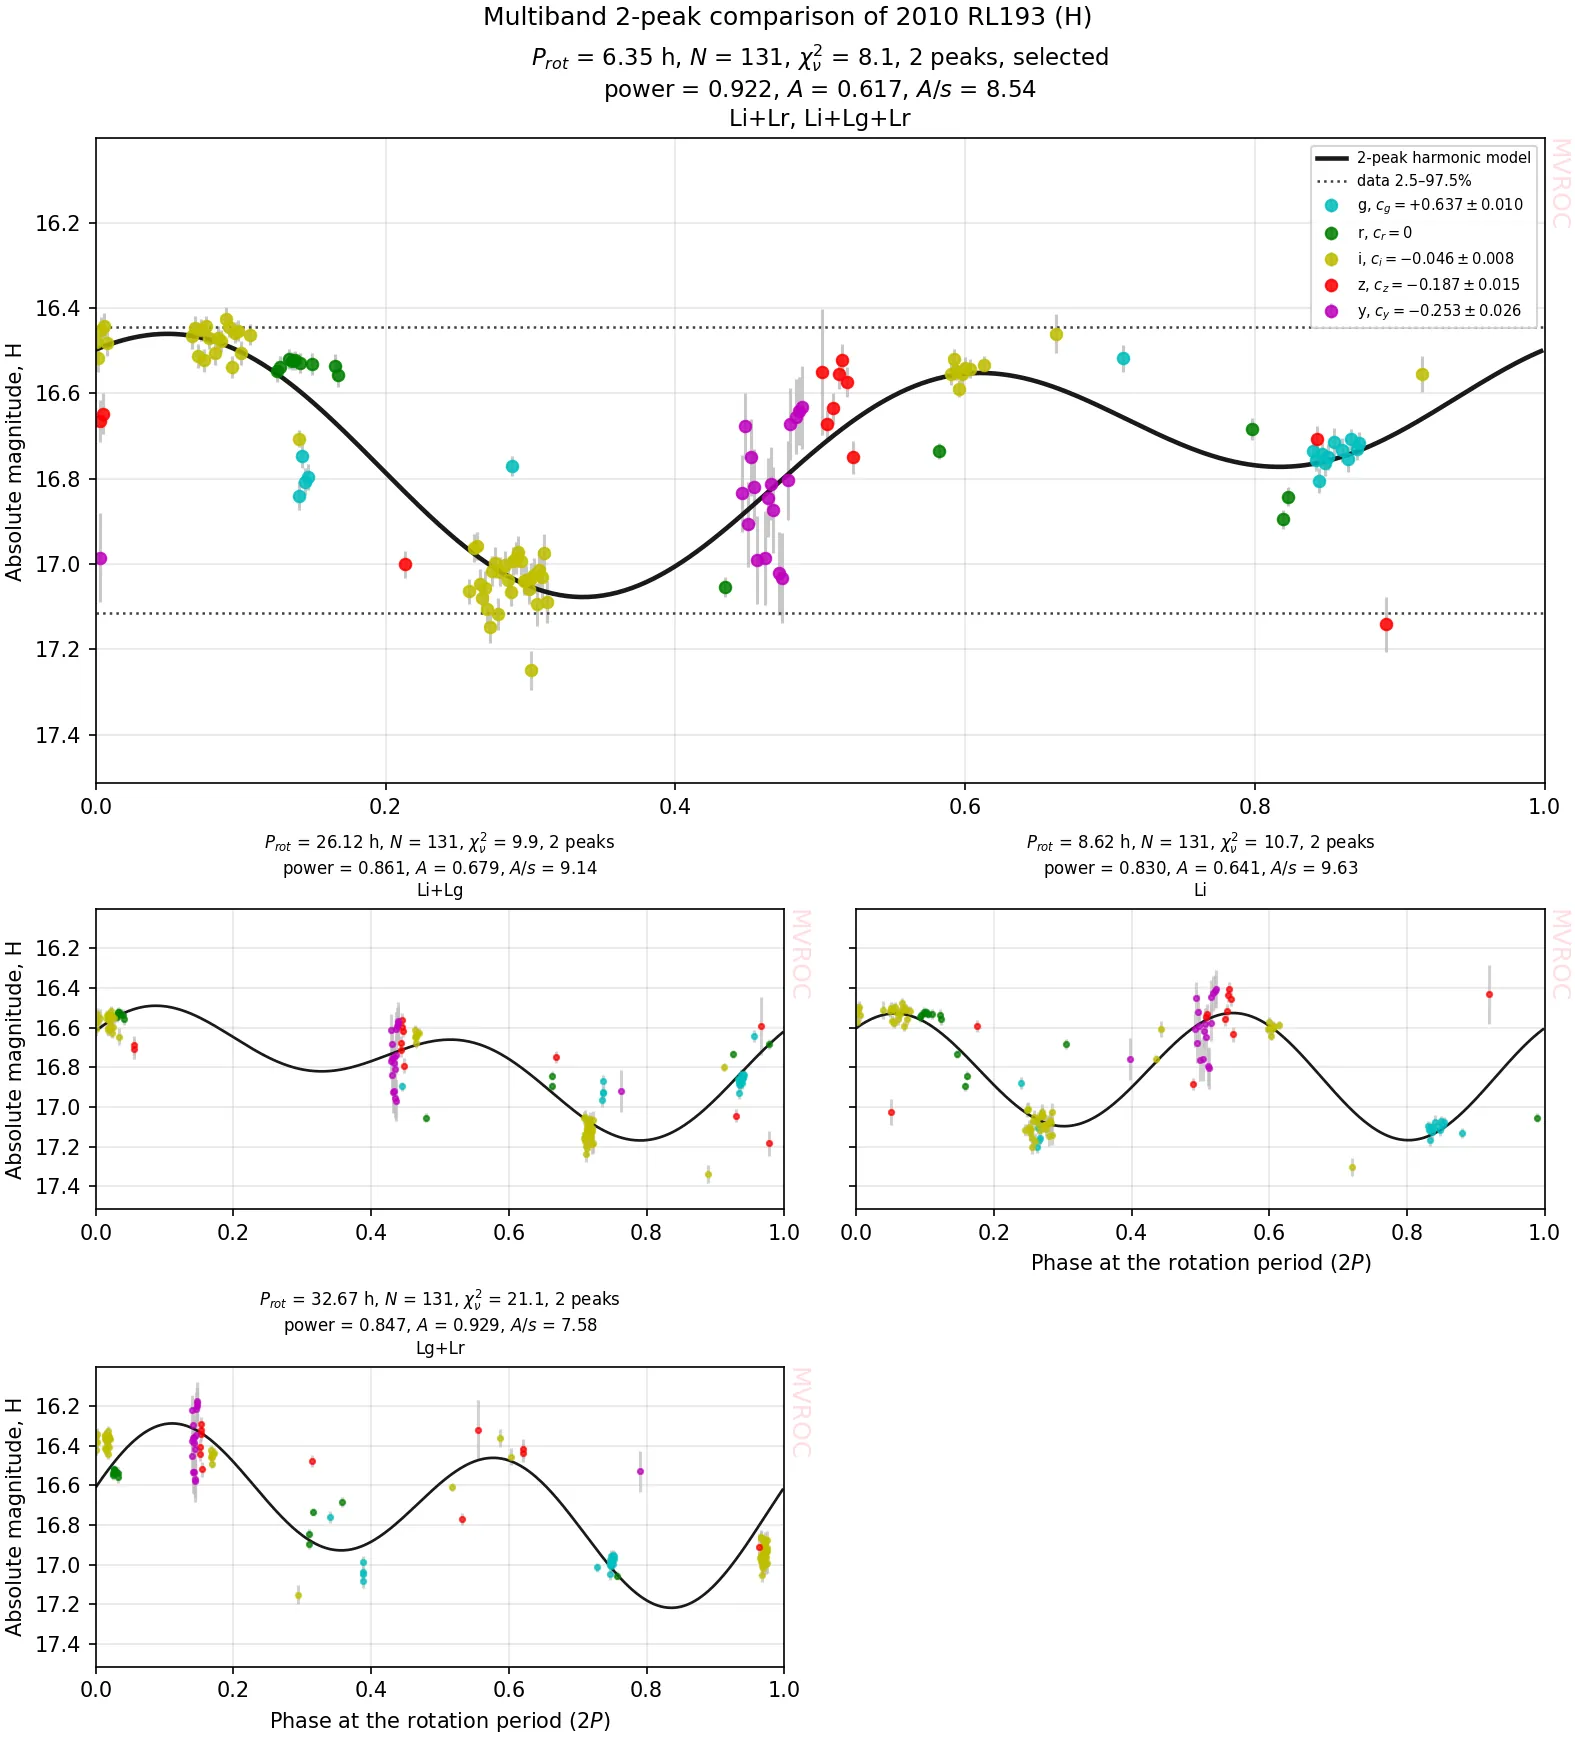 Multiband 2-peak comparison of 2010 RL193 (H)
P_rot = 6.35 h, N = 131, χ²_ν = 8.1, 2 peaks, selected
power = 0.922, A = 0.617, A/s = 8.54
Li+Lr, Li+Lg+Lr
Absolute magnitude, H
16.2
16.4
16.6
16.8
17.0
17.2
17.4
0.0 0.2 0.4 0.6 0.8 1.0
2-peak harmonic model
data 2.5–97.5%
g, c_g = +0.637 ± 0.010
r, c_r = 0
i, c_i = −0.046 ± 0.008
z, c_z = −0.187 ± 0.015
y, c_y = −0.253 ± 0.026
MVROC
P_rot = 26.12 h, N = 131, χ²_ν = 9.9, 2 peaks
power = 0.861, A = 0.679, A/s = 9.14
Li+Lg
Absolute magnitude, H
16.2
16.4
16.6
16.8
17.0
17.2
17.4
0.0 0.2 0.4 0.6 0.8 1.0
MVROC
P_rot = 8.62 h, N = 131, χ²_ν = 10.7, 2 peaks
power = 0.830, A = 0.641, A/s = 9.63
Li
0.0 0.2 0.4 0.6 0.8 1.0
Phase at the rotation period (2P)
MVROC
P_rot = 32.67 h, N = 131, χ²_ν = 21.1, 2 peaks
power = 0.847, A = 0.929, A/s = 7.58
Lg+Lr
Absolute magnitude, H
16.2
16.4
16.6
16.8
17.0
17.2
17.4
0.0 0.2 0.4 0.6 0.8 1.0
Phase at the rotation period (2P)
MVROC